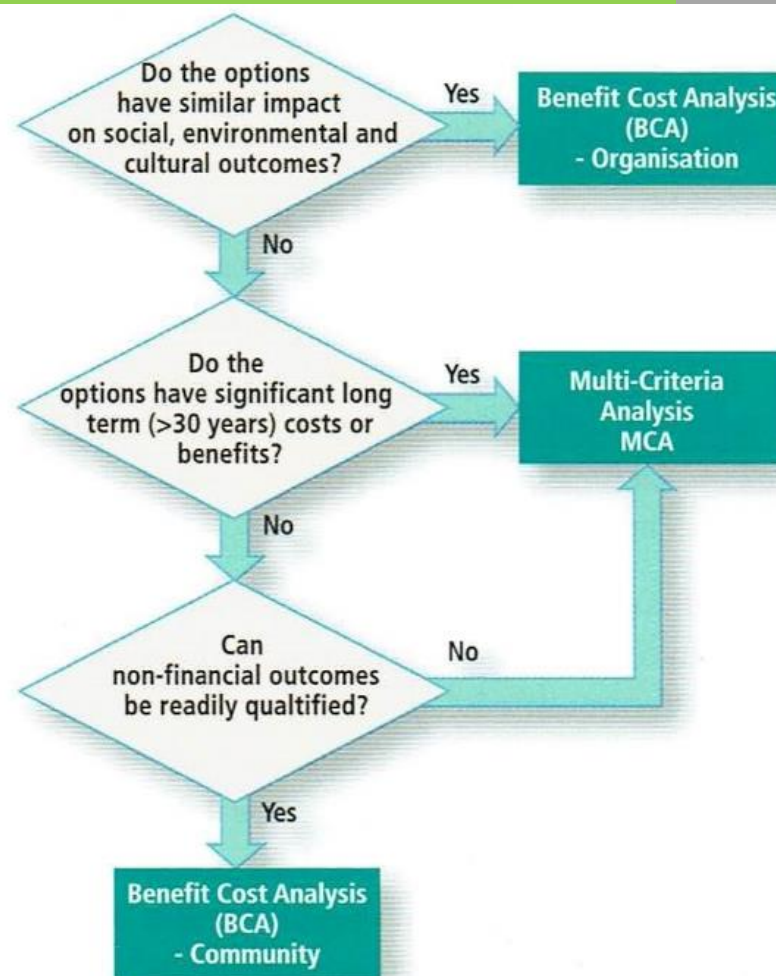 Do the options
have similar impact
on social, environmental and
cultural outcomes?
Yes
Benefit Cost Analysis
(BCA)
- Organisation
No
Do the
options have significant long
term (>30 years) costs or
benefits?
Yes
Multi-Criteria
Analysis
MCA
No
Can
non-financial outcomes
be readily qualtified?
No
Yes
Benefit Cost Analysis
(BCA)
- Community